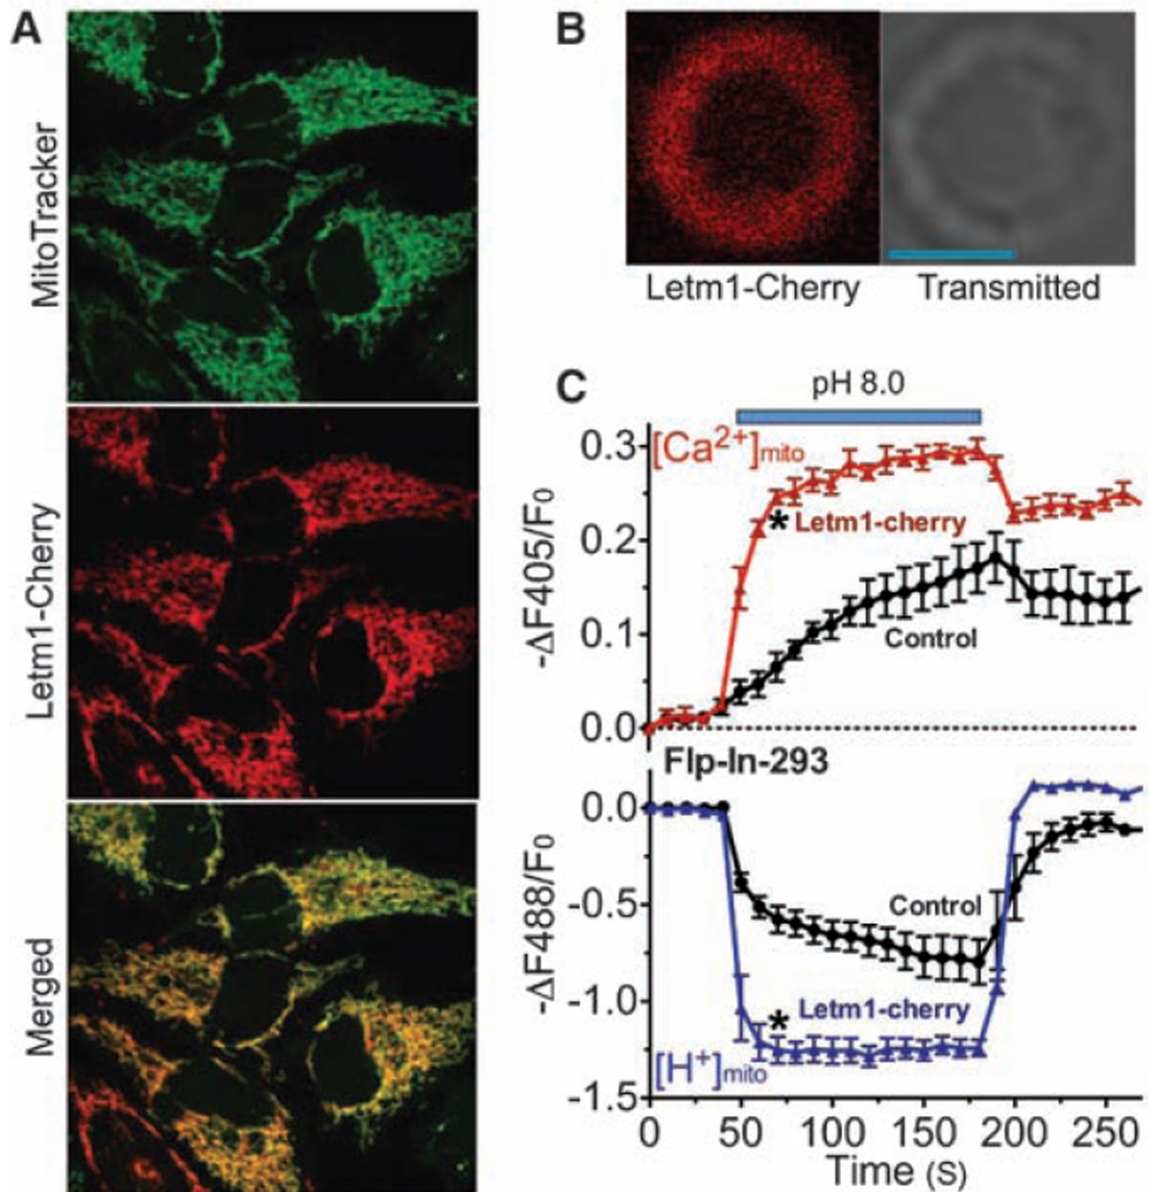 A
MitoTracker
Letm1-Cherry
Merged
B
Letm1-Cherry
Transmitted
C
pH 8.0
[Ca2+]mito
-ΔF405/F0
0.3
0.2
0.1
0.0
*
Letm1-cherry
Control
Flp-In-293
-ΔF488/F0
0.0
-0.5
-1.0
-1.5
Control
*
Letm1-cherry
[H+]mito
0 50 100 150 200 250
Time (S)